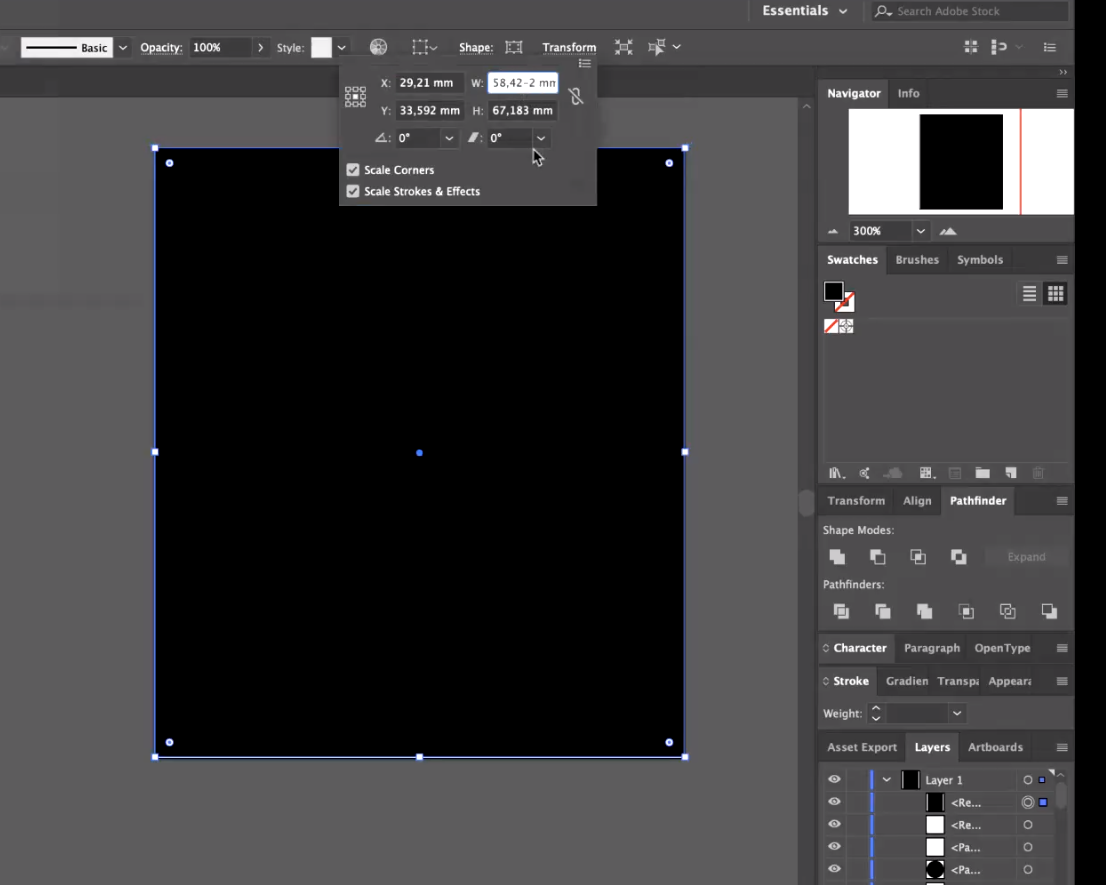 Essentials
Search Adobe Stock
Basic Opacity: 100% Style: Shape: Transform
X: 29,21 mm W: 58,42-2 mm
Y: 33,592 mm H: 67,183 mm
0° 0°
Scale Corners
Scale Strokes & Effects
Navigator Info
300%
Swatches Brushes Symbols
Transform Align Pathfinder
Shape Modes:
Expand
Pathfinders:
Character Paragraph OpenType
Stroke Gradien Transpa Appeara
Weight:
Asset Export Layers Artboards
Layer 1
<Re...
<Re...
<Pa...
<Pa...